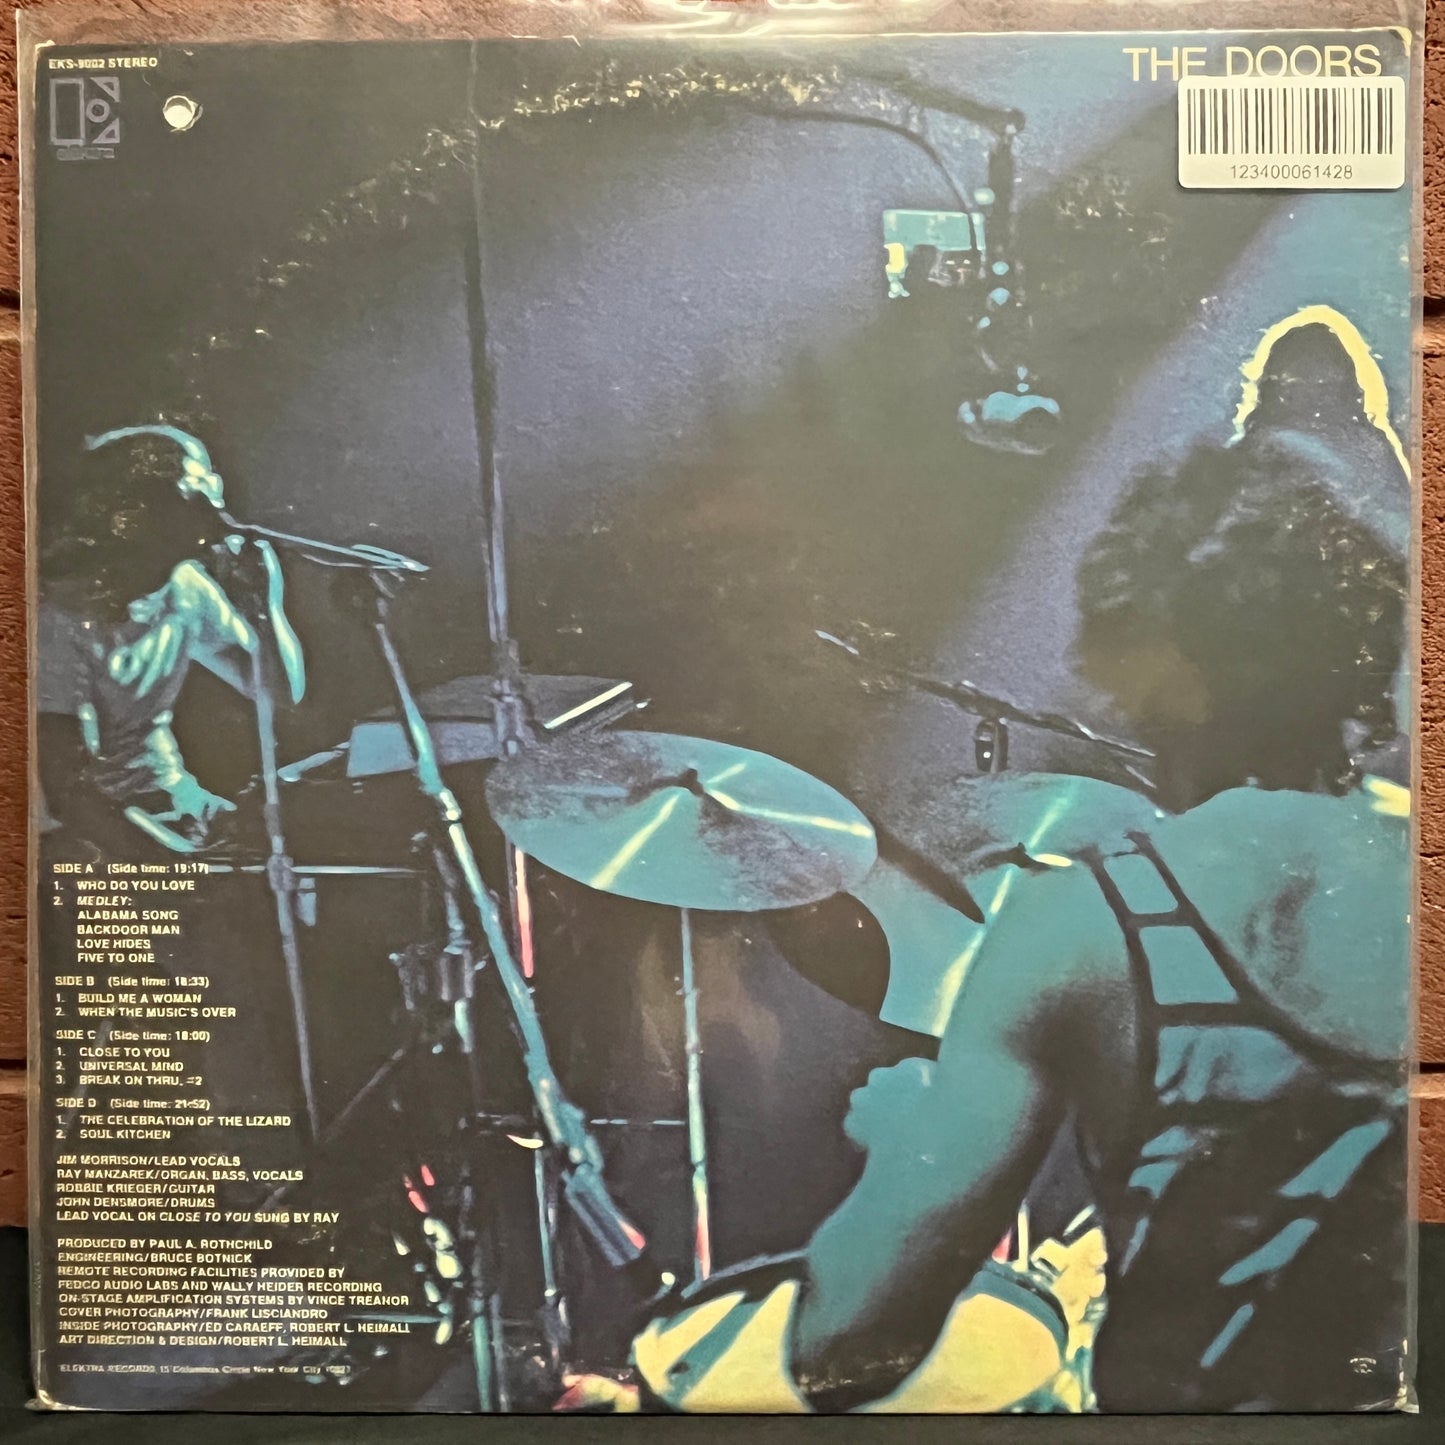 EKS-9002 STEREO
THE DOORS
123400061428
SIDE A (Side time: 19:17)
1. WHO DO YOU LOVE
2. MEDLEY:
ALABAMA SONG
BACKDOOR MAN
LOVE HIDES
FIVE TO ONE
SIDE B (Side time: 18:33)
1. BUILD ME A WOMAN
2. WHEN THE MUSIC'S OVER
SIDE C (Side time: 18:00)
1. CLOSE TO YOU
2. UNIVERSAL MIND
3. BREAK ON THRU, #2
SIDE D (Side time: 21:52)
1. THE CELEBRATION OF THE LIZARD
2. SOUL KITCHEN
JIM MORRISON/LEAD VOCALS
RAY MANZAREK/ORGAN, BASS, VOCALS
ROBBIE KRIEGER/GUITAR
JOHN DENSMORE/DRUMS
LEAD VOCAL ON CLOSE TO YOU SUNG BY RAY
PRODUCED BY PAUL A. ROTHCHILD
ENGINEERING/BRUCE BOTNICK
REMOTE RECORDING FACILITIES PROVIDED BY
FEDCO AUDIO LABS AND WALLY HEIDER RECORDING
ON-STAGE AMPLIFICATION SYSTEMS BY VINCE TREANOR
COVER PHOTOGRAPHY/FRANK LISCIANDRO
INSIDE PHOTOGRAPHY/ED CARAEFF, ROBERT L. HEIMALL
ART DIRECTION & DESIGN/ROBERT L. HEIMALL
ELEKTRA RECORDS 15 Columbus Circle New York City